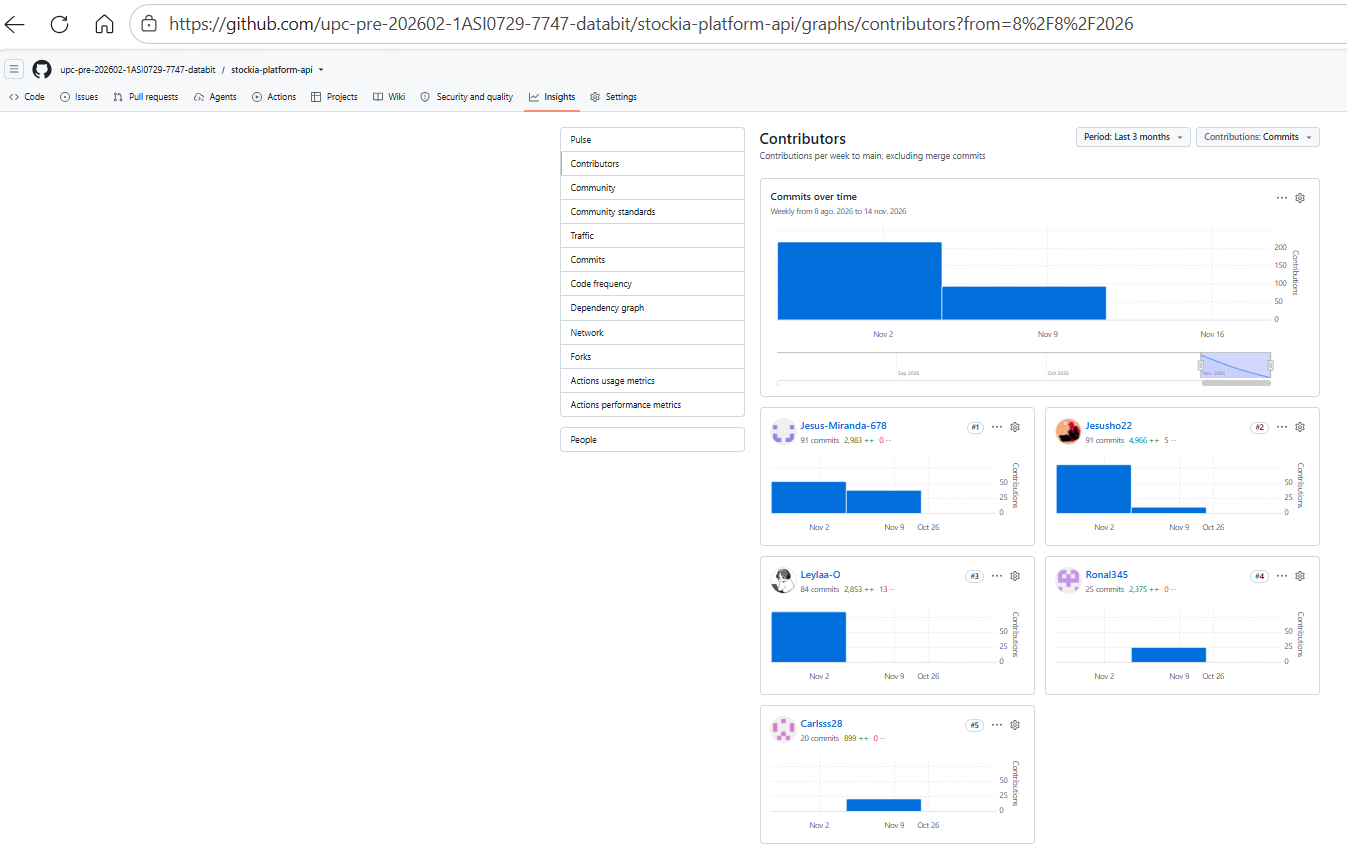 https://github.com/upc-pre-202602-1ASI0729-7747-databit/stockia-platform-api/graphs/contributors?from=8%2F8%2F2026
upc-pre-202602-1ASI0729-7747-databit / stockia-platform-api
Code Issues Pull requests Agents Actions Projects Wiki Security and quality Insights Settings
Pulse
Contributors
Community
Community standards
Traffic
Commits
Code frequency
Dependency graph
Network
Forks
Actions usage metrics
Actions performance metrics
People
Contributors
Period: Last 3 months
Contributions: Commits
Contributions per week to main, excluding merge commits
Commits over time
Weekly from 8 ago. 2026 to 14 nov. 2026
200
150
100
50
0
Contributions
Nov 2 Nov 9 Nov 16
Sep 2026 Oct 2026 Nov 2026
Jesus-Miranda-678 #1
91 commits 2,983 ++ 0 --
50
25
0
Contributions
Nov 2 Nov 9 Oct 26
Jesusho22 #2
91 commits 4,966 ++ 5 --
50
25
0
Contributions
Nov 2 Nov 9 Oct 26
Leylaa-O #3
84 commits 2,853 ++ 13 --
50
25
0
Contributions
Nov 2 Nov 9 Oct 26
Ronal345 #4
25 commits 2,375 ++ 0 --
50
25
0
Contributions
Nov 2 Nov 9 Oct 26
Carlsss28 #5
20 commits 899 ++ 0 --
50
25
0
Contributions
Nov 2 Nov 9 Oct 26